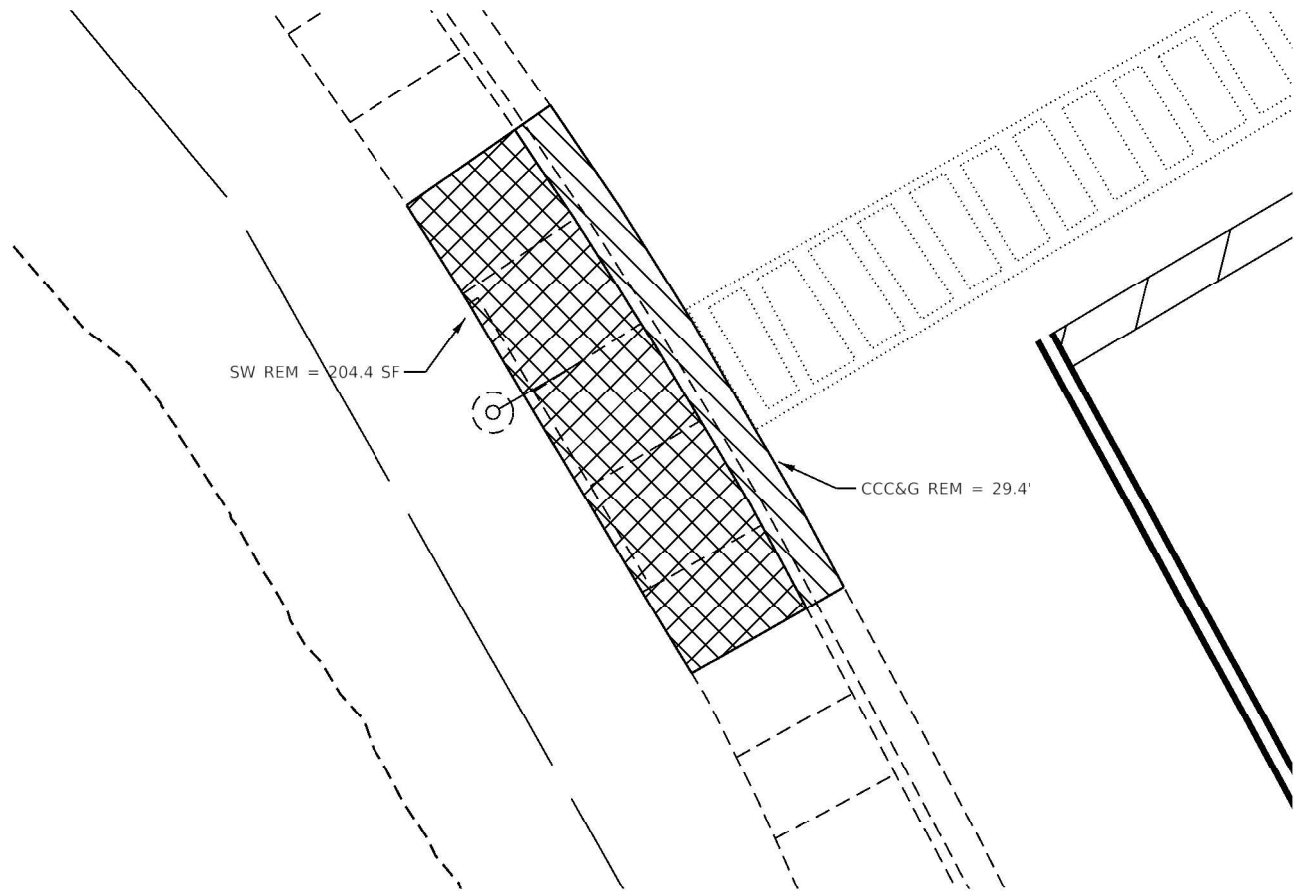 SW REM = 204.4 SF
CCC&G REM = 29.4'